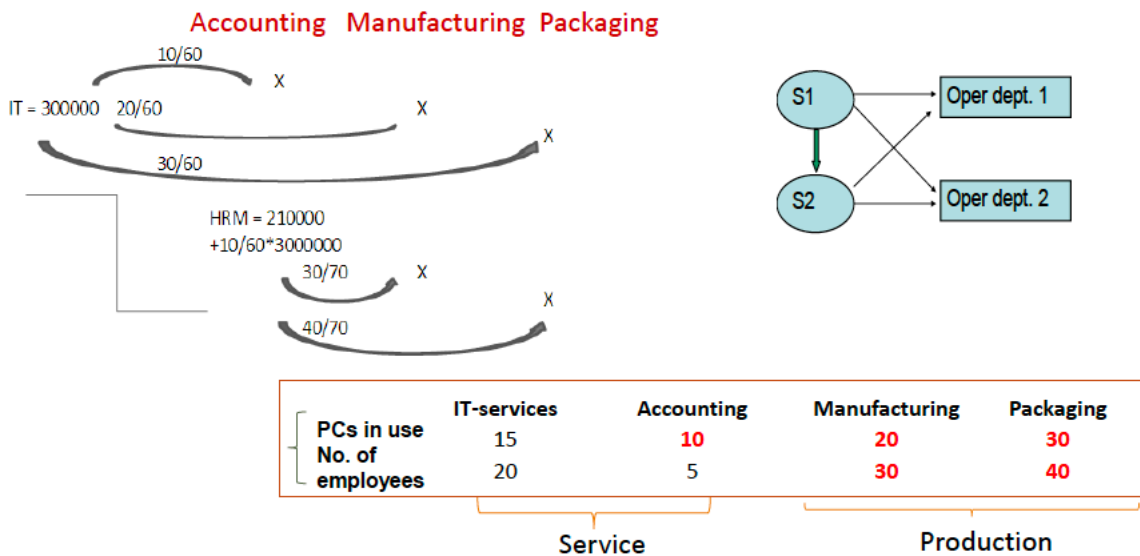 Accounting Manufacturing Packaging
10/60
X
IT = 300000 20/60
X
X
30/60
HRM = 210000
+10/60*3000000
30/70
X
X
40/70
S1
Oper dept. 1
S2
Oper dept. 2
IT-services Accounting Manufacturing Packaging
PCs in use 15 10 20 30
No. of
employees 20 5 30 40
Service
Production